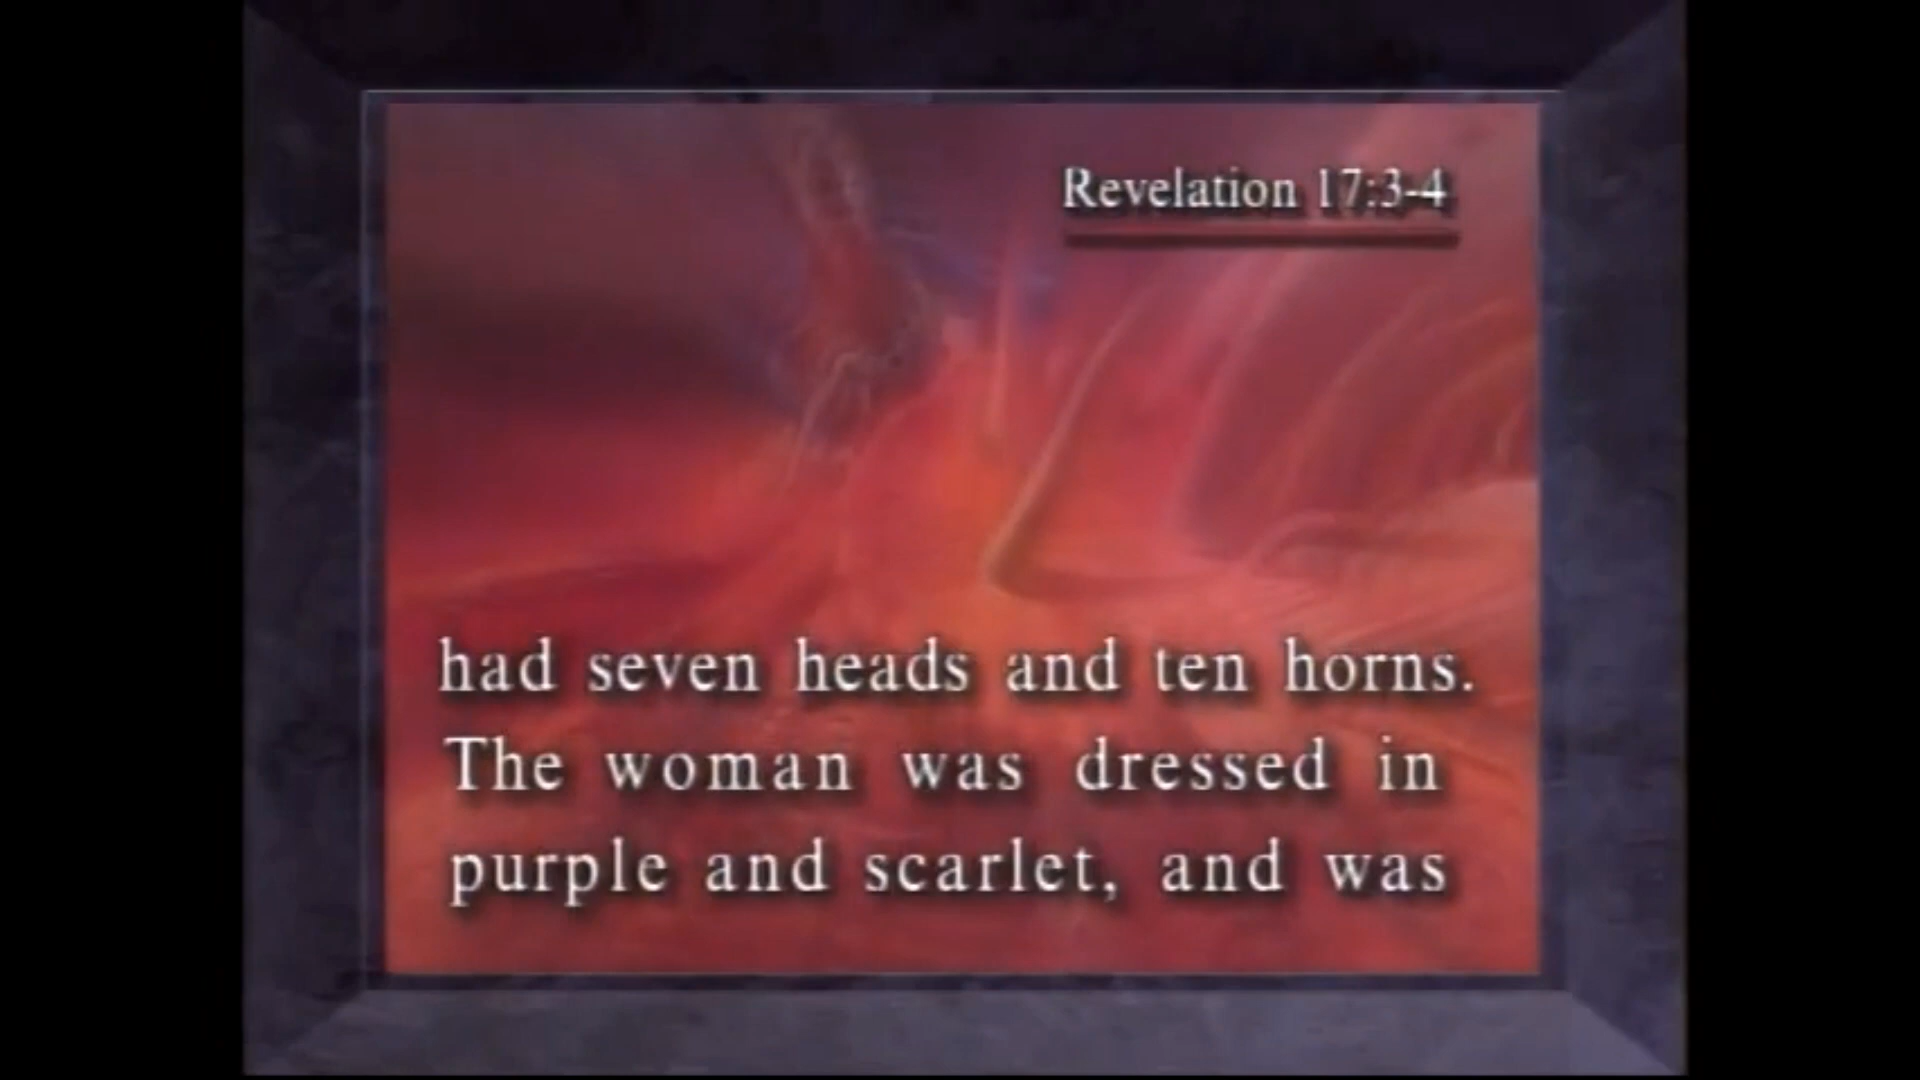 Revelation 17:3-4
had seven heads and ten horns.
The woman was dressed in
purple and scarlet, and was